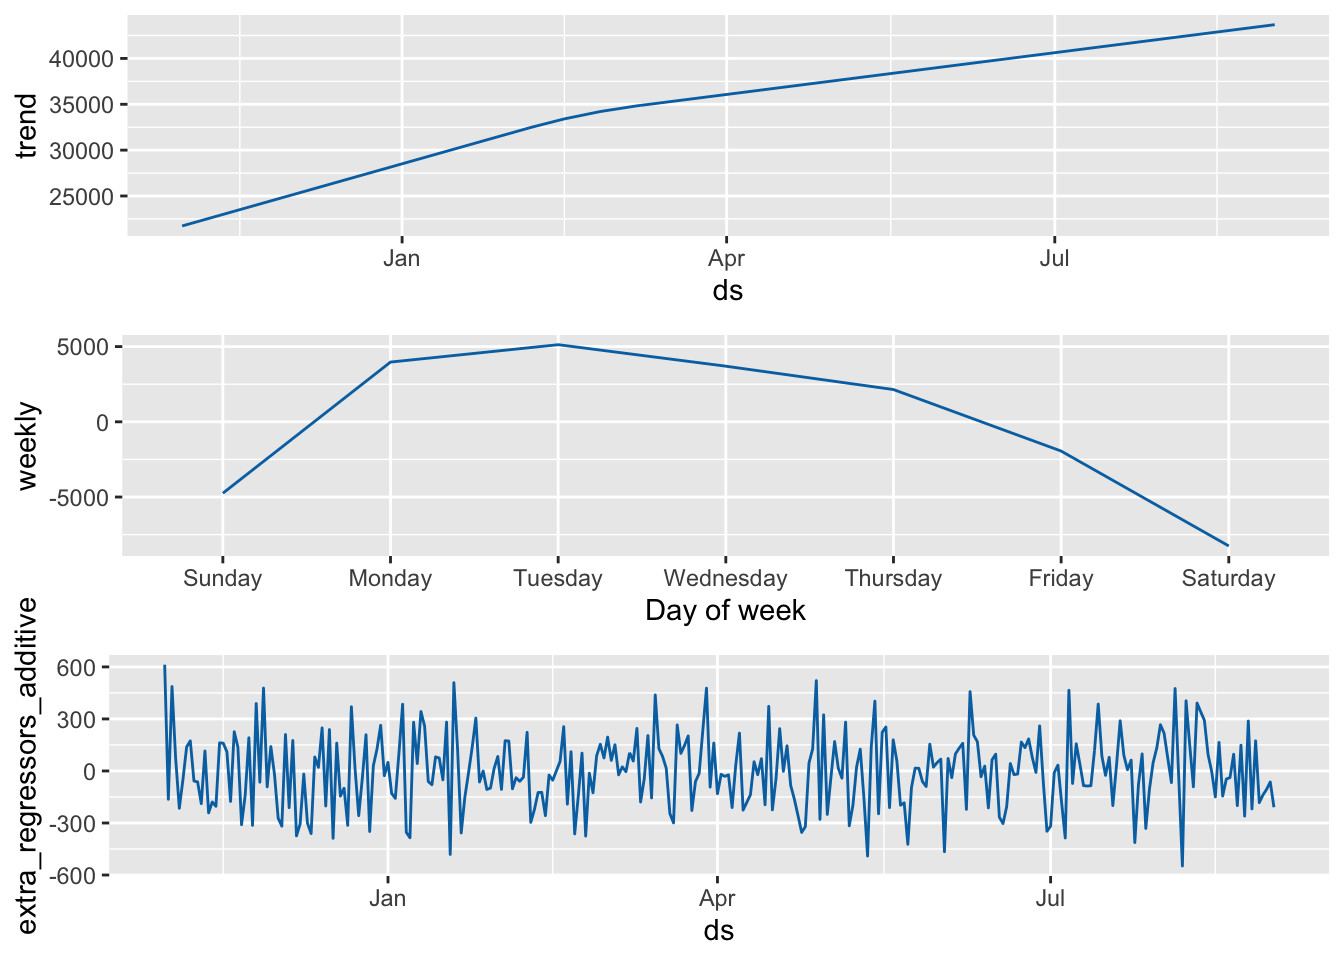 trend
40000
35000
30000
25000
Jan Apr Jul
ds
weekly
5000
0
-5000
Sunday Monday Tuesday Wednesday Thursday Friday Saturday
Day of week
extra_regressors_additive
600
300
0
-300
-600
Jan Apr Jul
ds